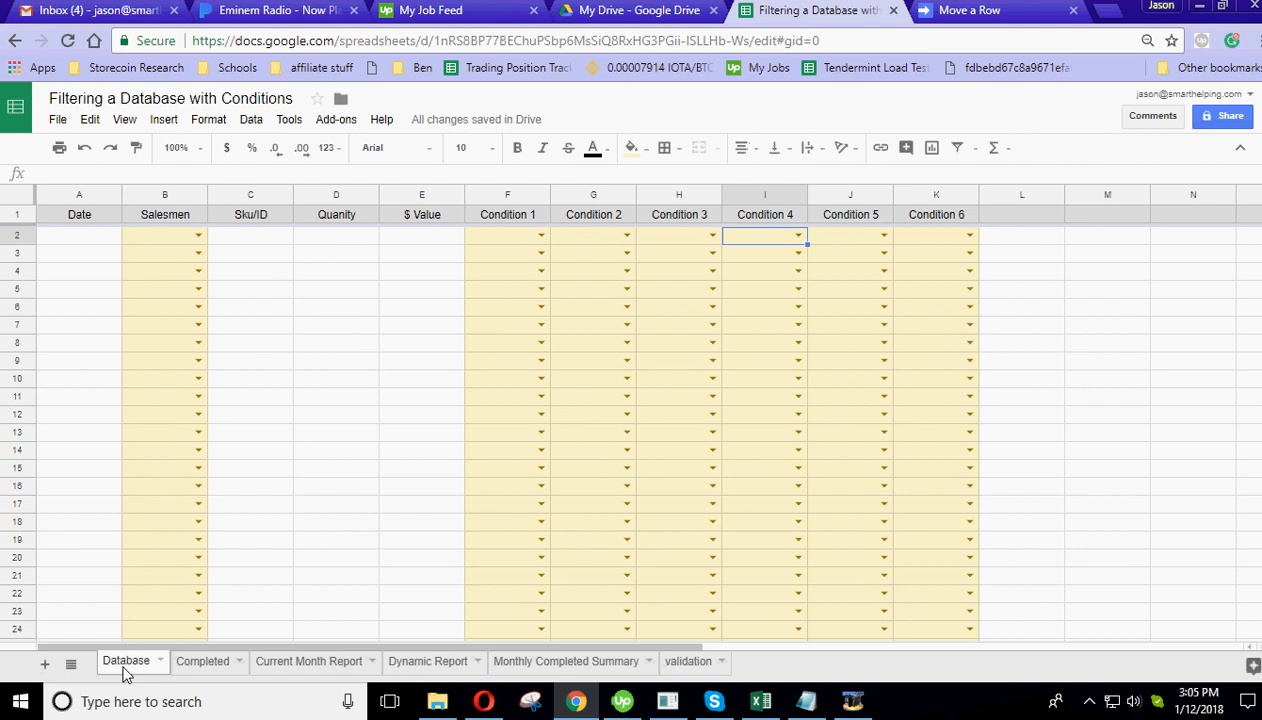 Inbox (4) - jason@smart
Eminem Radio - Now Pl
My Job Feed
My Drive - Google Drive
Filtering a Database with
Move a Row
Jason
Secure
https://docs.google.com/spreadsheets/d/1nRS8BP77BEChuPSbp6MsSiQ8RxHG3PGii-ISLLHb-Ws/edit#gid=0
Apps
Storecoin Research
Schools
affiliate stuff
Ben
Trading Position Trac
0.00007914 IOTA/BTC
My Jobs
Tendermint Load Test
fdbebd67c8a9671efa
Other bookmarks
Filtering a Database with Conditions
jason@smarthelping.com
File Edit View Insert Format Data Tools Add-ons Help All changes saved in Drive
Comments
Share
100% $ % .0 .00 123 Arial 10 B I S A Σ
fx
A B C D E F G H I J K L M N
1 Date Salesmen Sku/ID Quanity $ Value Condition 1 Condition 2 Condition 3 Condition 4 Condition 5 Condition 6
2
3
4
5
6
7
8
9
10
11
12
13
14
15
16
17
18
19
20
21
22
23
24
Database Completed Current Month Report Dynamic Report Monthly Completed Summary validation
Type here to search
3:05 PM
1/12/2018